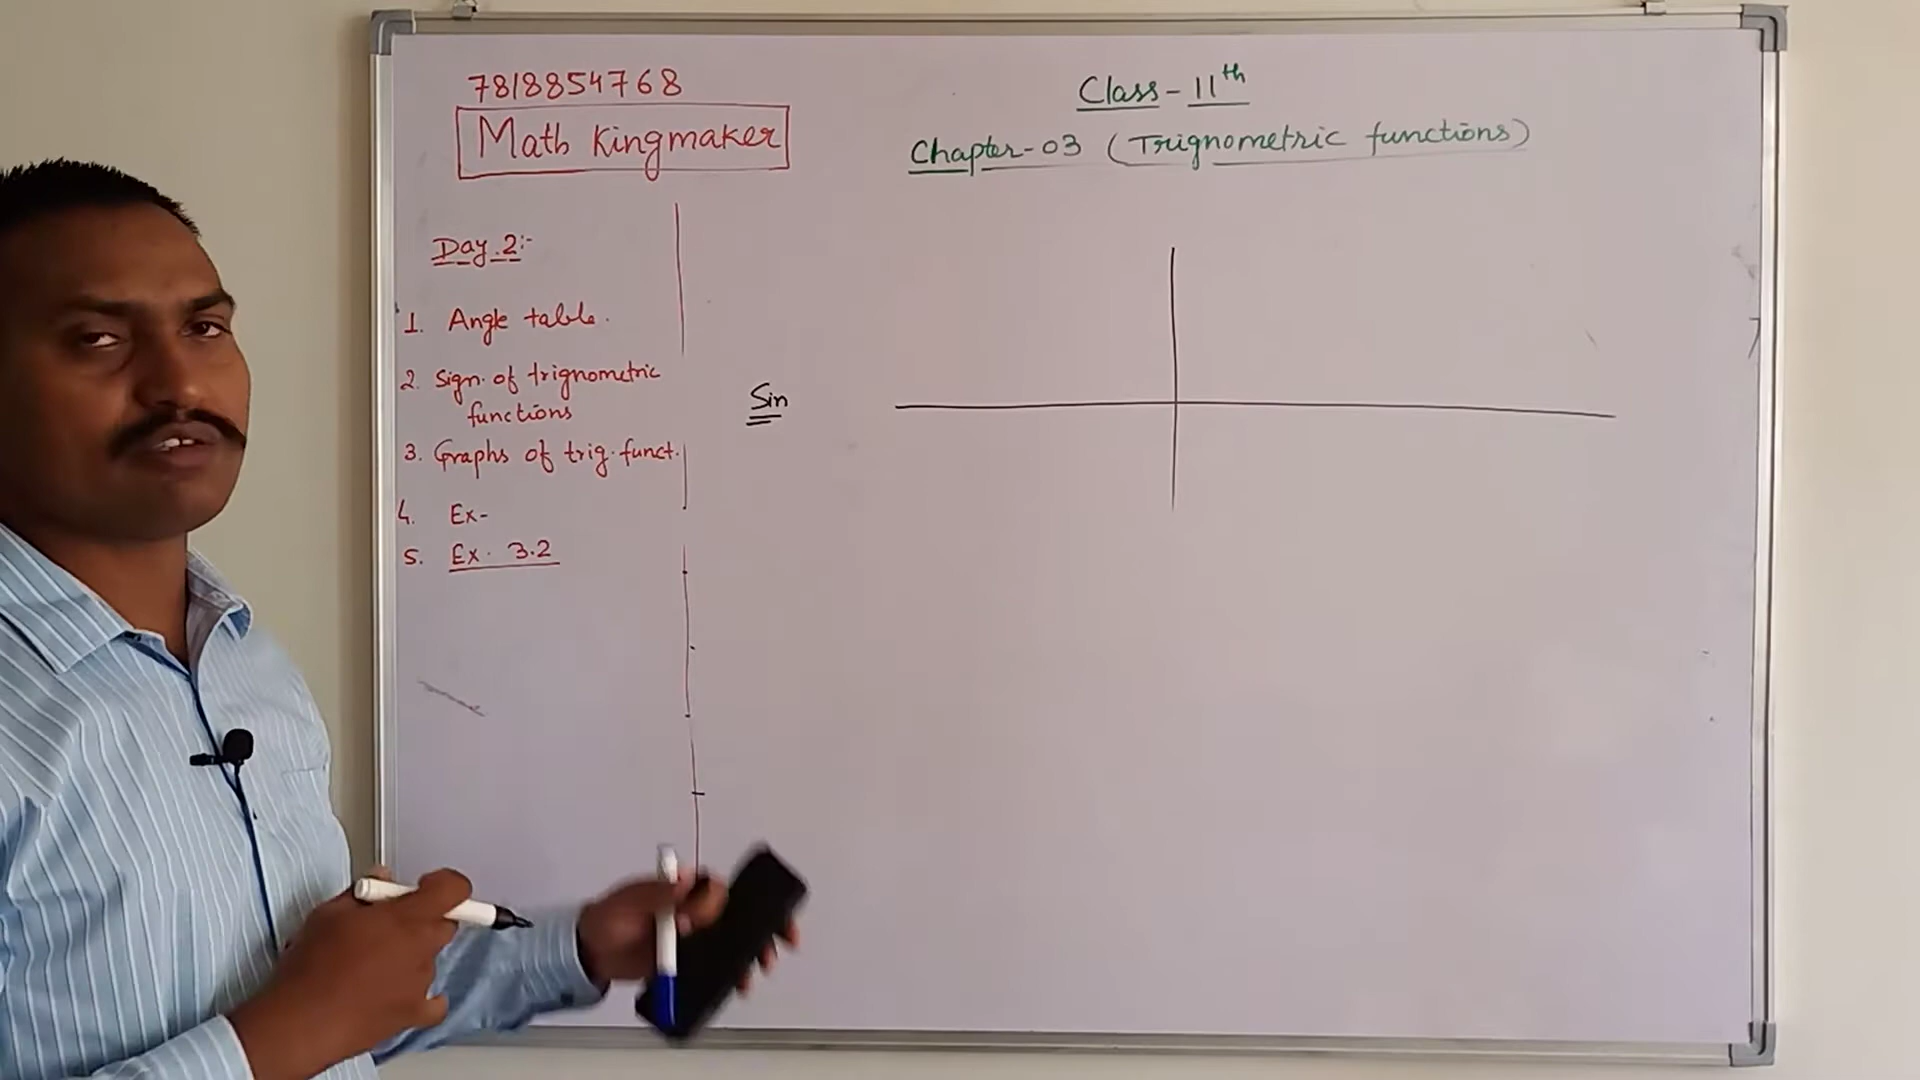 7818854768
Math Kingmaker
Class-11th
Chapter-03 (Trignometric functions)
Day.2:-
1. Angle table.
2. Sign. of trignometric
functions
3. Graphs of trig. funct.
4. Ex-
5. Ex. 3.2
Sin